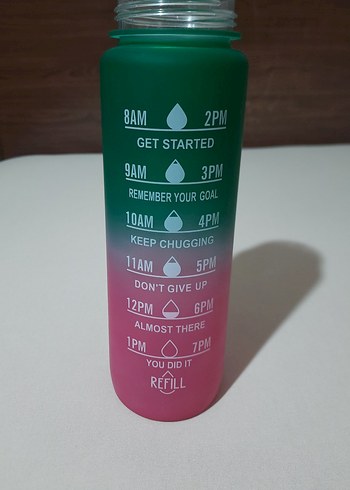 8AM 2PM
GET STARTED
9AM 3PM
REMEMBER YOUR GOAL
10AM 4PM
KEEP CHUGGING
11AM 5PM
DON'T GIVE UP
12PM 6PM
ALMOST THERE
1PM 7PM
YOU DID IT
REFILL